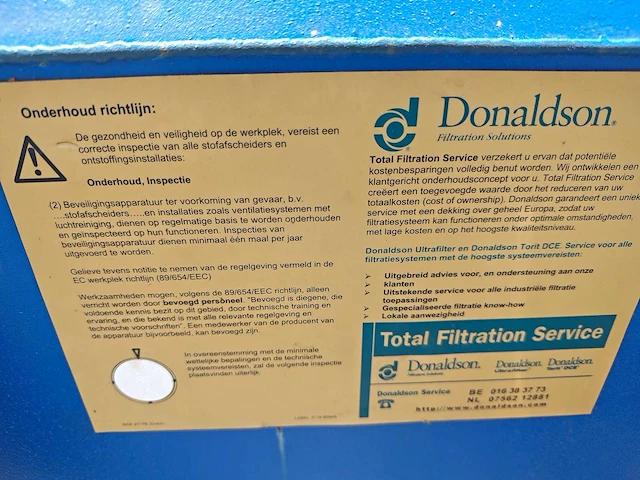 Onderhoud richtlijn:
De gezondheid en veiligheid op de werkplek, vereist een
correcte inspectie van alle stofafscheiders en
ontstoffingsinstallaties:
Onderhoud, Inspectie
(2) Beveiligingsapparatuur ter voorkoming van gevaar, b.v.
....stofafscheiders.....en installaties zoals ventilatiesystemen met
luchtreiniging, dienen op regelmatige basis te worden onderhouden
en geïnspecteerd op hun functioneren. Inspecties van
beveiligingsapparatuur dienen minimaal één maal per jaar
uitgevoerd te worden.
Gelieve tevens notitie te nemen van de regelgeving vermeld in de
EC werkplek richtlijn (89/654/EEC)
Werkzaamheden mogen, volgens de 89/654/EEC richtlijn, alleen
verricht worden door bevoegd persôneel. "Bevoegd is diegene, die
voldoende kennis bezit op dit gebied, door technische training en
ervaring, en die bekend is met alle relevante regelgeving en
technische voorschriften". Een medewerker van de producent van
de apparatuur bijvoorbeeld, kan bevoegd zijn.
In overeenstemming met de minimale
wettelijke bepalingen en de technische
systeemvereisten, zal de volgende inspectie
plaatsvinden uiterlijk.
Donaldson.
Filtration Solutions
Total Filtration Service verzekert u ervan dat potentiële
kostenbesparingen volledig benut worden. Wij ontwikkelen een
klantgericht onderhoudsconcept voor u. Total Filtration Service
creëert een toegevoegde waarde door het reduceren van uw
totaalkosten (cost of ownership). Donaldson garandeert een uniek
service met een dekking over geheel Europa, zodat uw
filtratiesysteem kan functioneren onder optimale omstandigheden,
met lage kosten en op het hoogste kwaliteitsniveau.
Donaldson Ultrafilter en Donaldson Torit DCE. Service voor alle
filtratiesystemen met de hoogste systeemvereisten:
➤ Uitgebreid advies voor, en ondersteuning aan onze
➤ klanten
➤ Uitstekende service voor alle industriële filtratie
toepassingen
➤ Gespecialiseerde filtratie know-how
➤ Lokale aanwezigheid
Total Filtration Service
Donaldson. Donaldson. Donaldson.
Ultrafilter Torit DCE
Donaldson Service BE 016 38 37 73
NL 07562 12881
http://www.donaldson.com